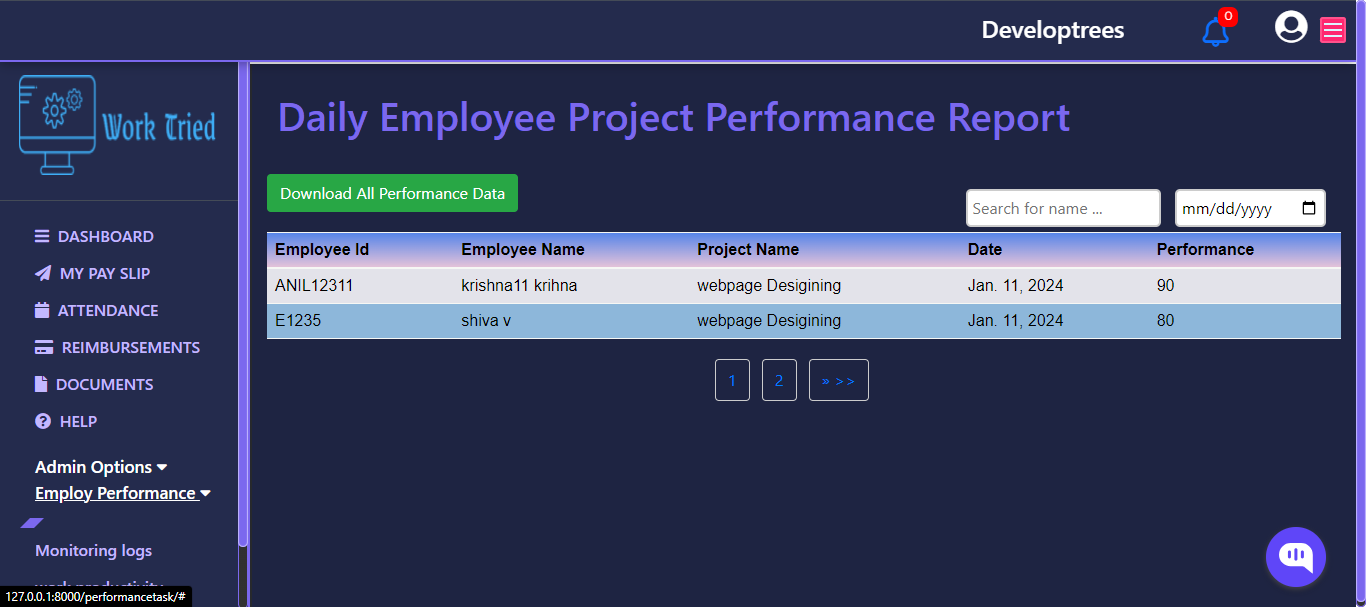 Developtrees
0
Work Tried
Daily Employee Project Performance Report
Download All Performance Data
Search for name ...
mm/dd/yyyy
Employee Id Employee Name Project Name Date Performance
ANIL12311 krishna11 krihna webpage Desigining Jan. 11, 2024 90
E1235 shiva v webpage Desigining Jan. 11, 2024 80
1 2 » >>
DASHBOARD
MY PAY SLIP
ATTENDANCE
REIMBURSEMENTS
DOCUMENTS
HELP
Admin Options
Employ Performance
Monitoring logs
work productivity
127.0.0.1:8000/performancetask/#